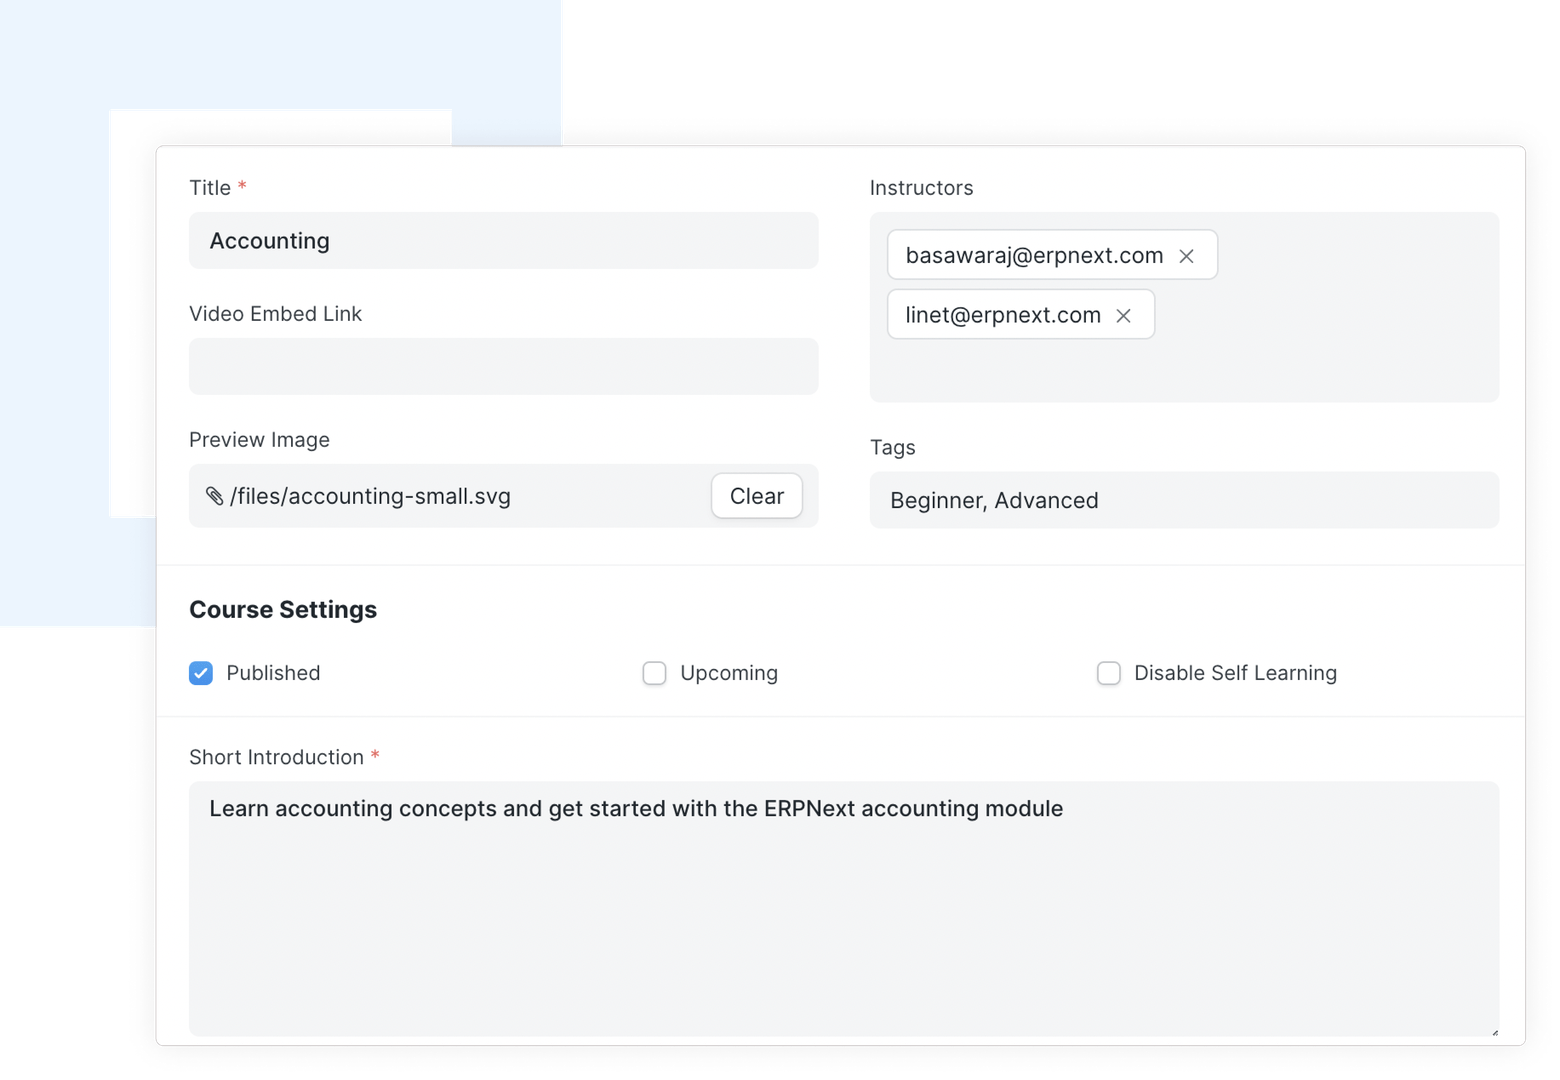 Title *
Accounting
Video Embed Link
Preview Image
/files/accounting-small.svg
Clear
Instructors
basawaraj@erpnext.com
linet@erpnext.com
Tags
Beginner, Advanced
Course Settings
Published
Upcoming
Disable Self Learning
Short Introduction *
Learn accounting concepts and get started with the ERPNext accounting module